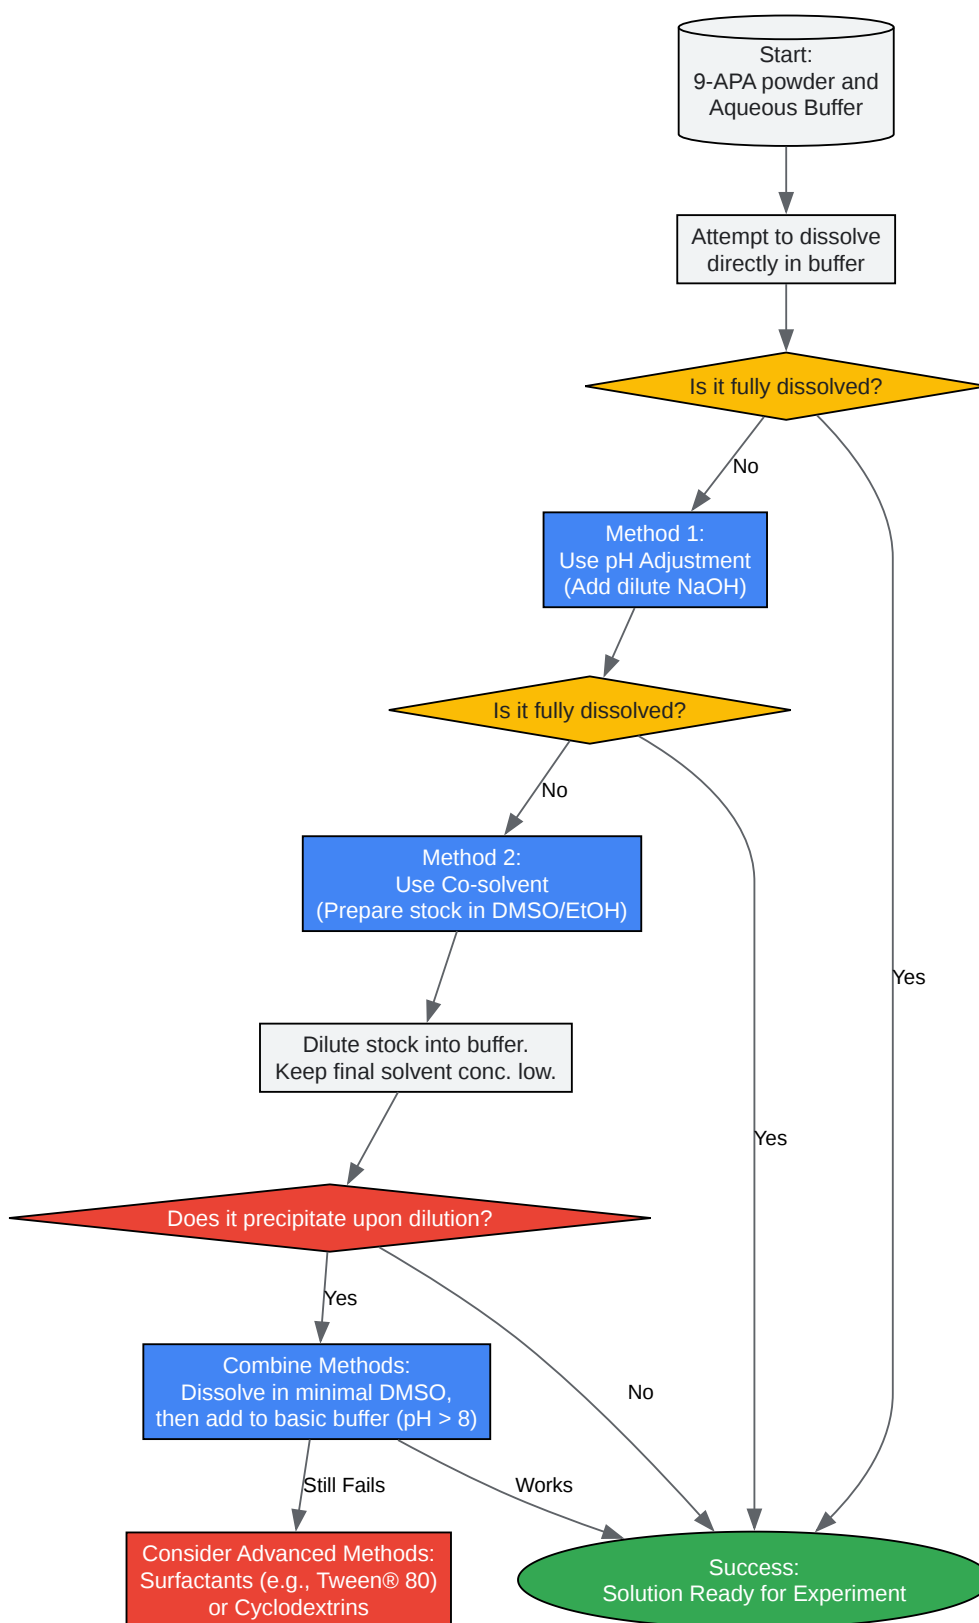 Start:
9-APA powder and
Aqueous Buffer
Attempt to dissolve
directly in buffer
Is it fully dissolved?
No
Method 1:
Use pH Adjustment
(Add dilute NaOH)
Is it fully dissolved?
No
Method 2:
Use Co-solvent
(Prepare stock in DMSO/EtOH)
Yes
Dilute stock into buffer.
Keep final solvent conc. low.
Yes
Does it precipitate upon dilution?
Yes
Combine Methods:
Dissolve in minimal DMSO,
then add to basic buffer (pH > 8)
No
Still Fails
Works
Consider Advanced Methods:
Surfactants (e.g., Tween® 80)
or Cyclodextrins
Success:
Solution Ready for Experiment